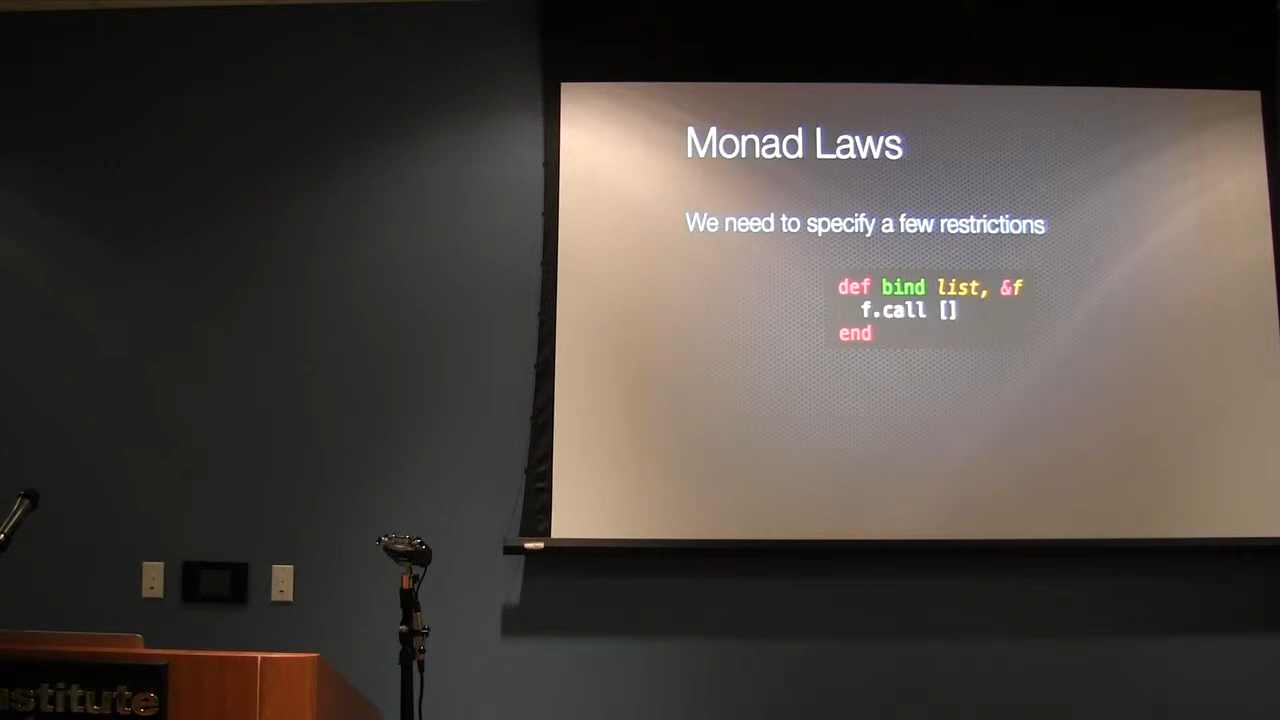 Monad Laws
We need to specify a few restrictions
def bind list, &f
f.call []
end
stitute